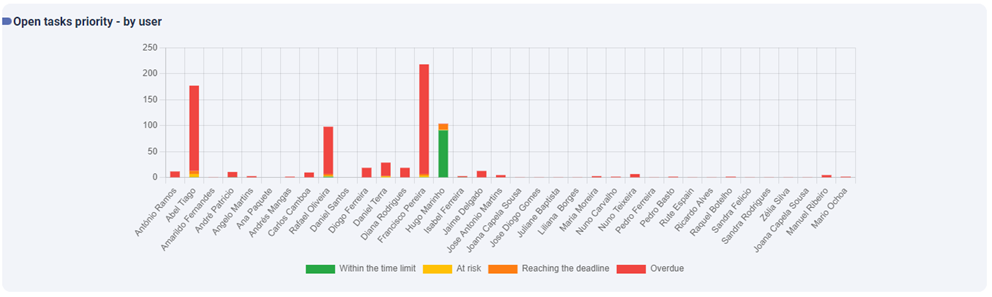 Open tasks priority - by user
250
200
150
100
50
0
António Ramos
Abel Tiago
Amarildo Fernandes
André Patrício
Angelo Martins
Ana Paquete
Andrés Mangas
Carlos Camboa
Rafael Oliveira
Daniel Santos
Diogo Ferreira
Daniel Terra
Diana Rodrigues
Francisco Pereira
Hugo Marinho
Isabel Ferreira
Jaime Delgado
Jose Antonio Martins
Joana Capela Sousa
Jose Diogo Gomes
Juliana Baptista
Liliana Borges
Maria Moreira
Nuno Carvalho
Nuno Teixeira
Pedro Ferreira
Pedro Basto
Rute Espain
Ricardo Alves
Raquel Botelho
Sandra Felicio
Sandra Rodrigues
Zélia Silva
Joana Capela Sousa
Manuel Ribeiro
Mario Ochoa
Within the time limit At risk Reaching the deadline Overdue